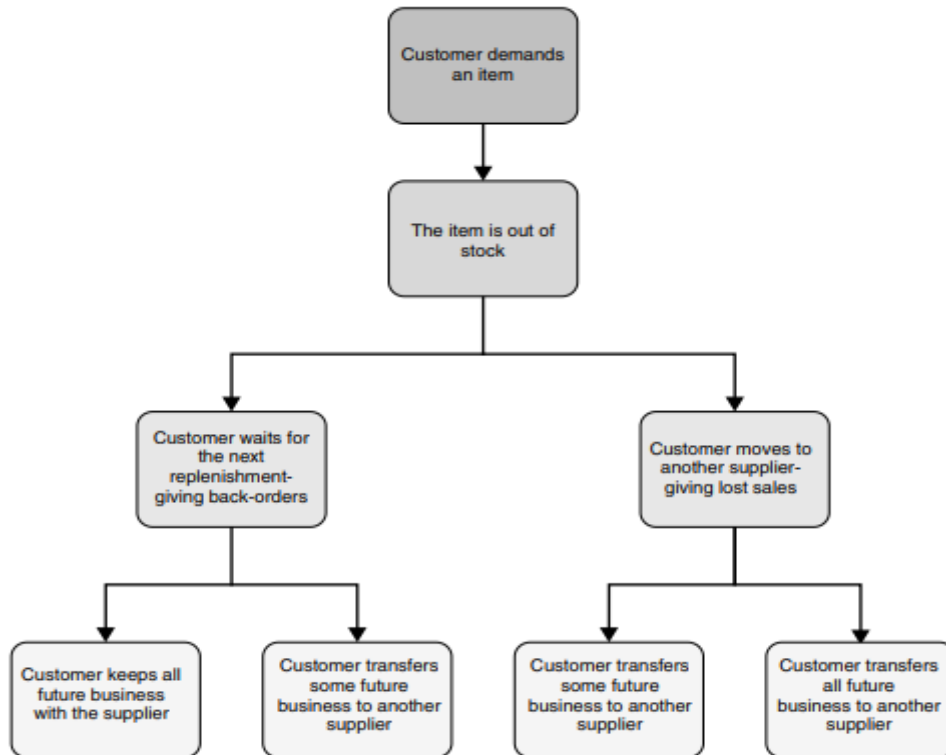 Customer demands
an item
The item is out of
stock
Customer waits for
the next
replenishment-
giving back-orders
Customer moves to
another supplier-
giving lost sales
Customer keeps all
future business
with the supplier
Customer transfers
some future
business to another
supplier
Customer transfers
some future
business to another
supplier
Customer transfers
all future
business to another
supplier